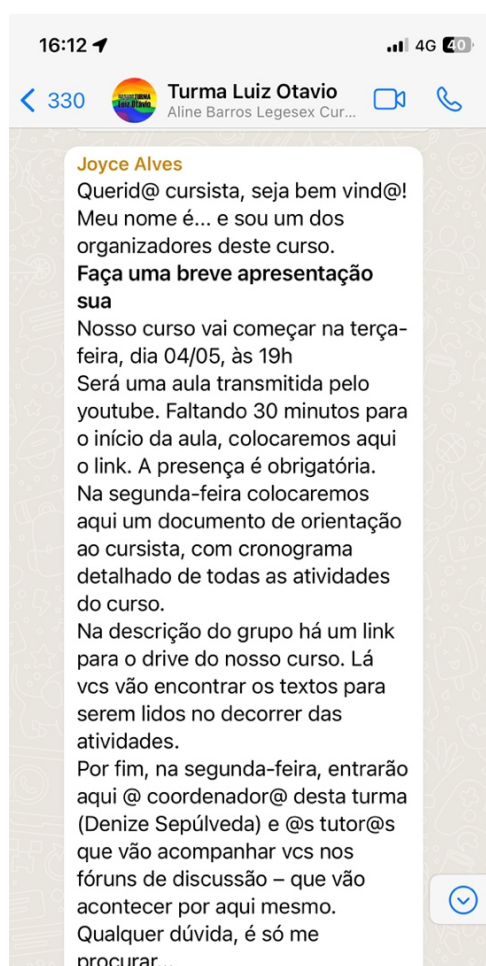 16:12
4G 40
330
Turma Luiz Otavio
Aline Barros Legesex Cur...
Joyce Alves
Querid@ cursista, seja bem vind@!
Meu nome é... e sou um dos
organizadores deste curso.
Faça uma breve apresentação
sua
Nosso curso vai começar na terça-
feira, dia 04/05, às 19h
Será uma aula transmitida pelo
youtube. Faltando 30 minutos para
o início da aula, colocaremos aqui
o link. A presença é obrigatória.
Na segunda-feira colocaremos
aqui um documento de orientação
ao cursista, com cronograma
detalhado de todas as atividades
do curso.
Na descrição do grupo há um link
para o drive do nosso curso. Lá
vcs vão encontrar os textos para
serem lidos no decorrer das
atividades.
Por fim, na segunda-feira, entrarão
aqui @ coordenador@ desta turma
(Denize Sepúlveda) e @s tutor@s
que vão acompanhar vcs nos
fóruns de discussão – que vão
acontecer por aqui mesmo.
Qualquer dúvida, é só me
procurar...